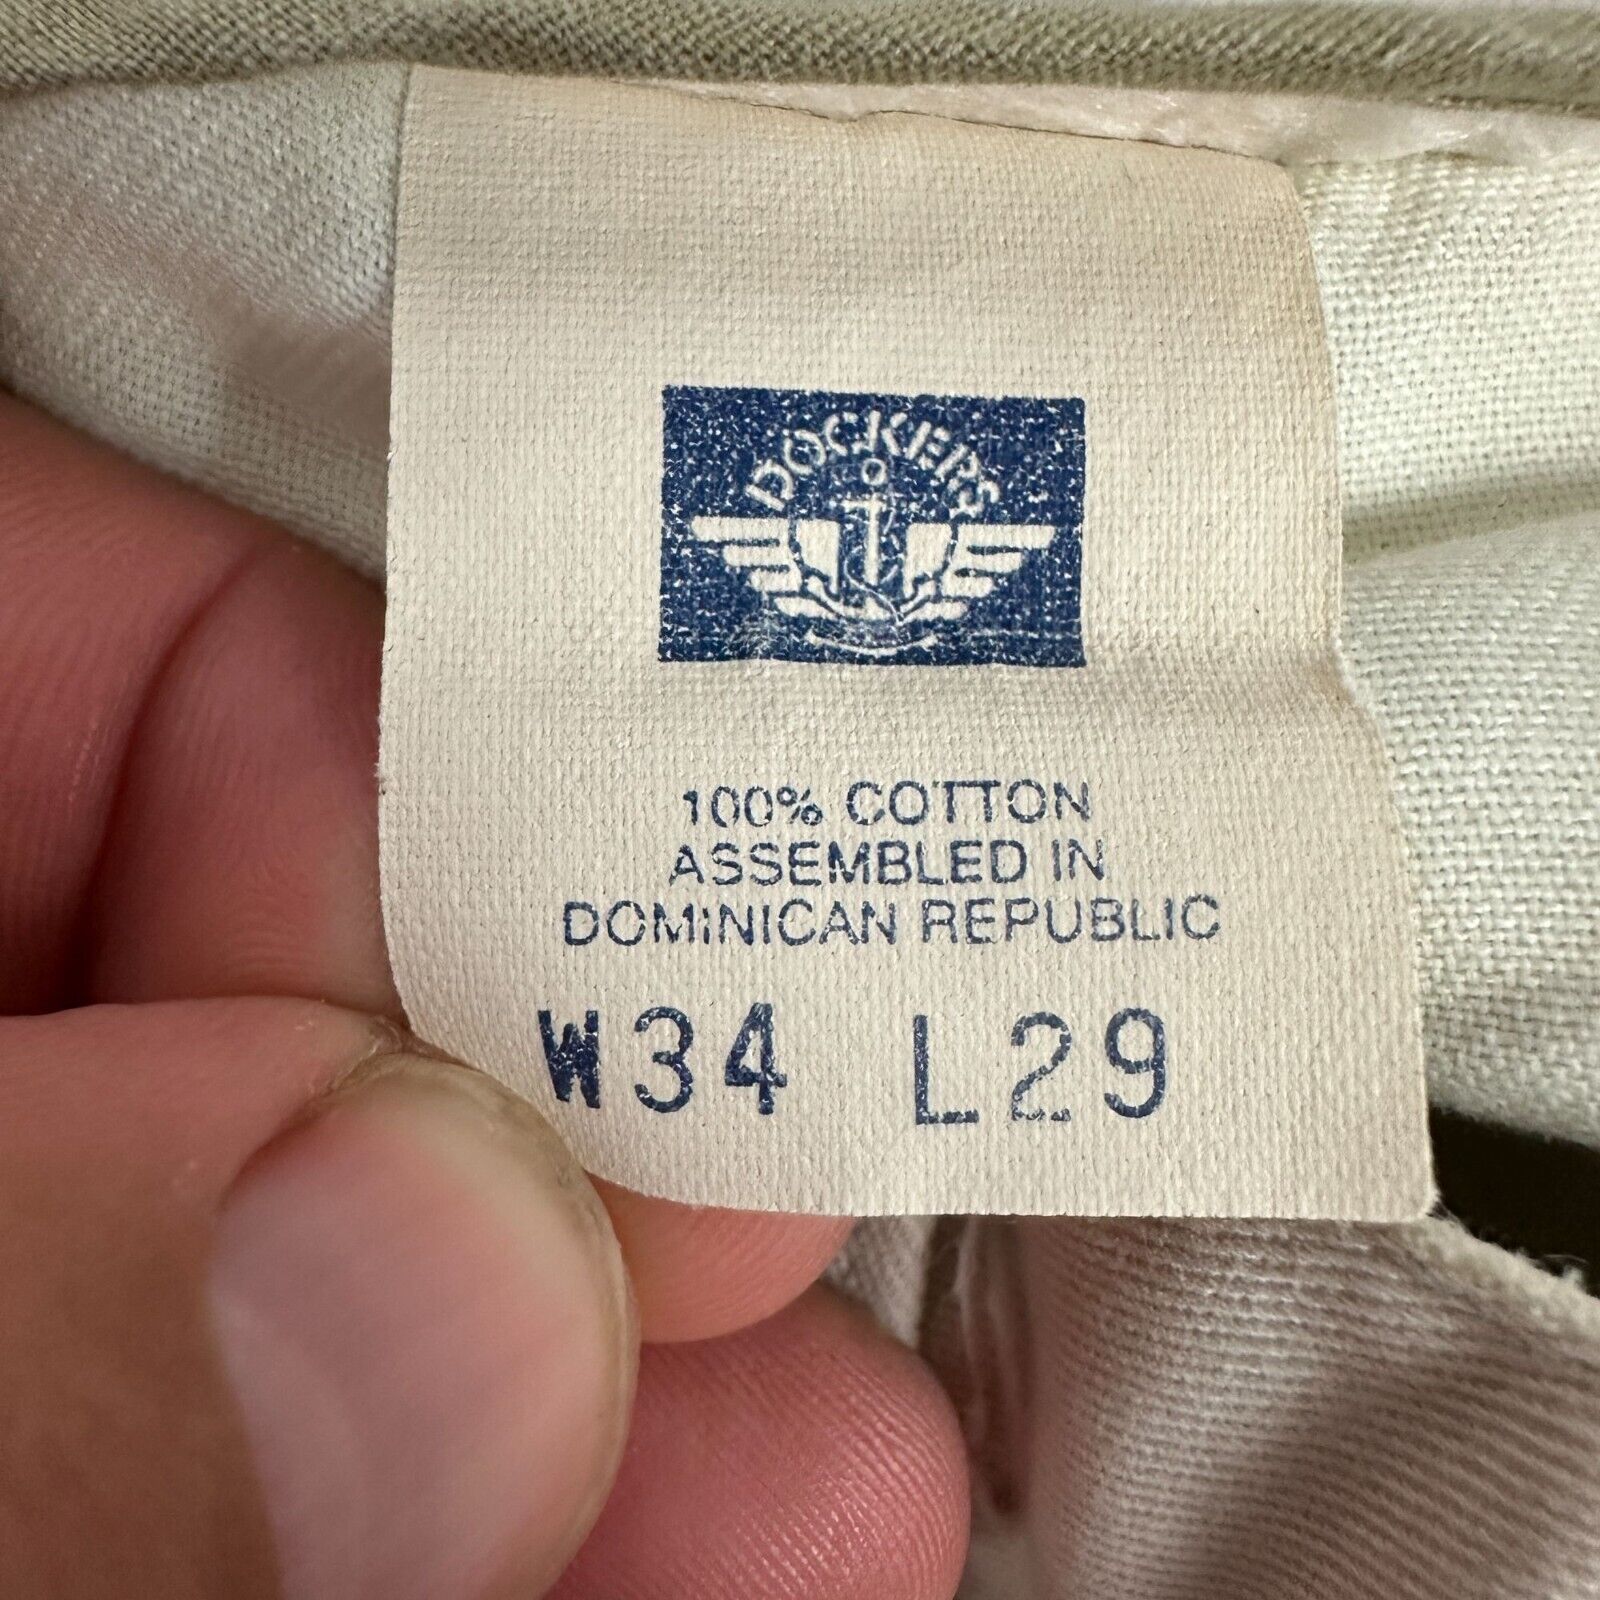 DOCKERS
100% COTTON
ASSEMBLED IN
DOMINICAN REPUBLIC
W34 L29